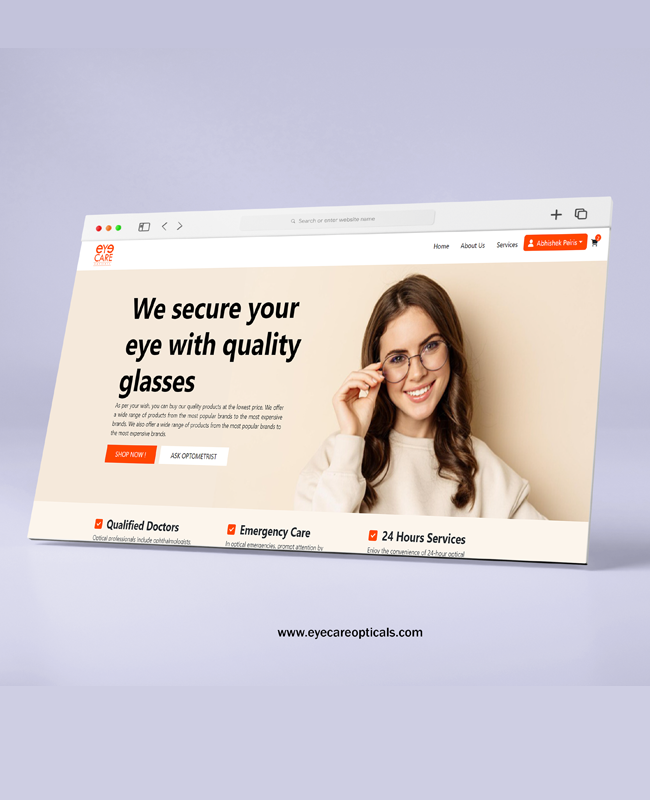 Search or enter website name
eye
CARE
Home About Us Services Abhishek Peiris
We secure your
eye with quality
glasses
As per your wish, you can buy our quality products at the lowest price, We offer
a wide range of products from the most popular brands to the most expensive
brands. We also offer a wide range of products from the most popular brands to
the most expensive brands.
SHOP NOW ! ASK OPTOMETRIST
Qualified Doctors Emergency Care 24 Hours Services
Optical professionals include ophthalmologists, In optical emergencies, prompt attention by Enjoy the convenience of 24-hour optical
www.eyecareopticals.com